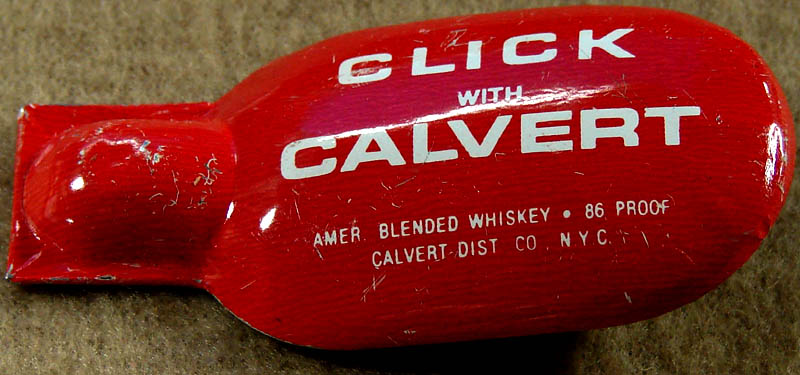 CLICK
WITH
CALVERT
AMER. BLENDED WHISKEY • 86 PROOF
CALVERT DIST. CO. N.Y.C.